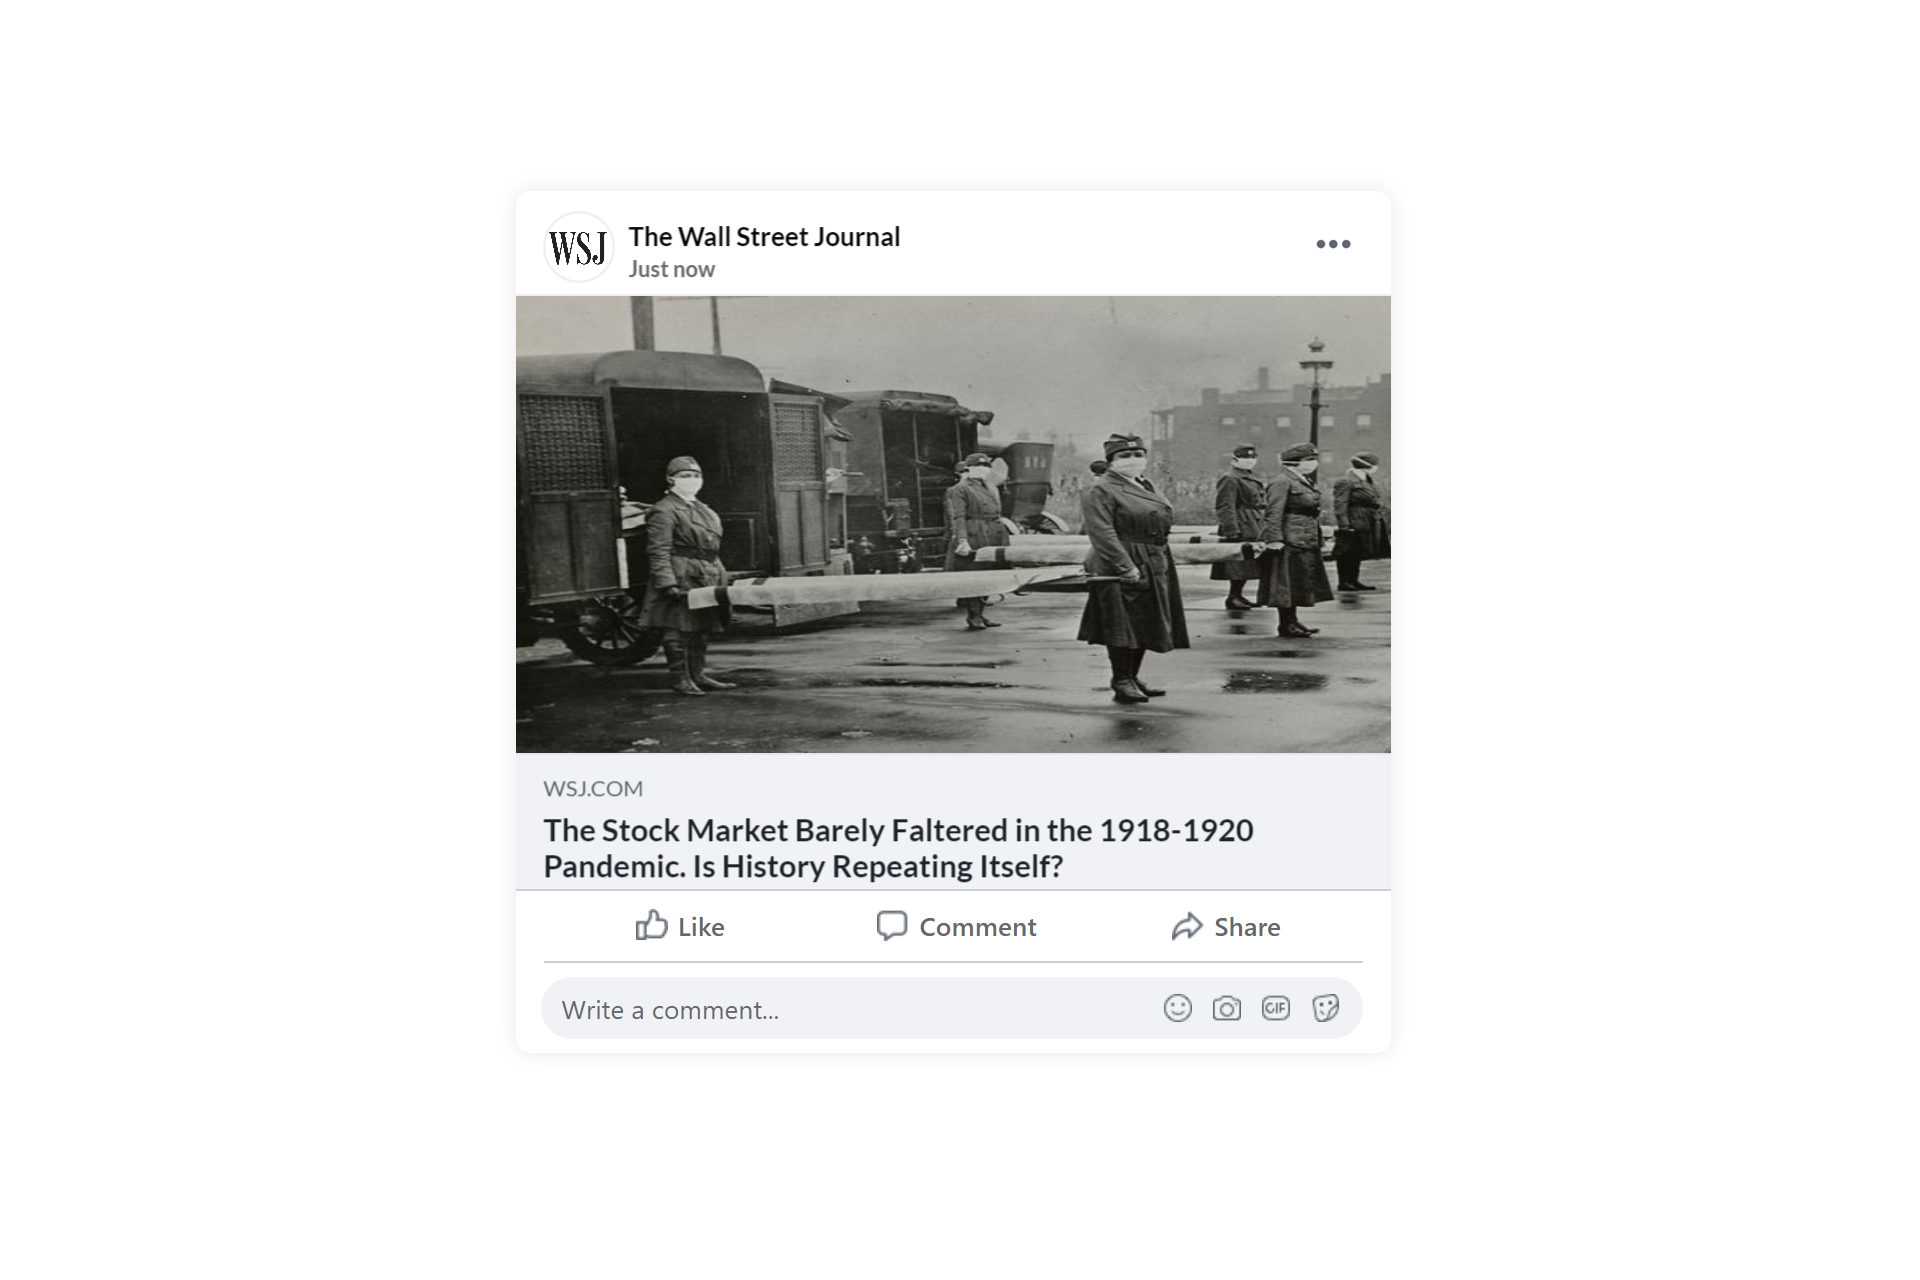 WSJ
The Wall Street Journal
Just now
WSJ.COM
The Stock Market Barely Faltered in the 1918-1920
Pandemic. Is History Repeating Itself?
Like
Comment
Share
Write a comment...
GIF